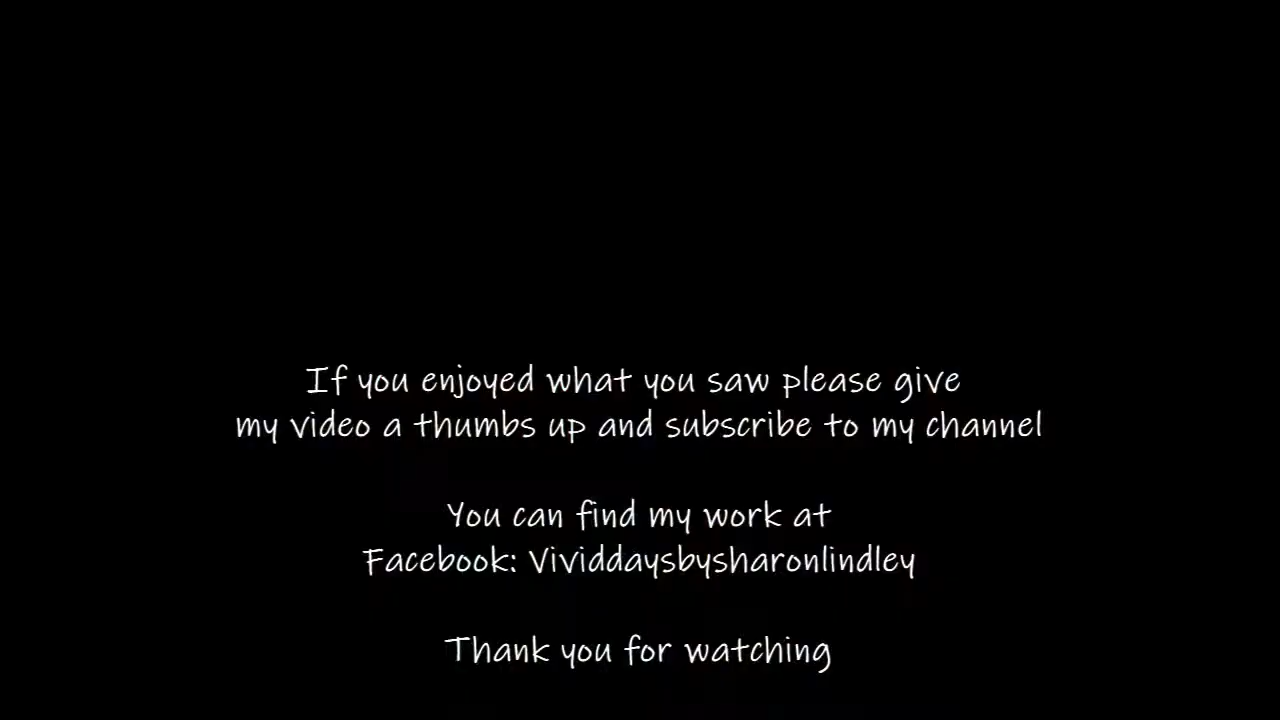 If you enjoyed what you saw please give
my video a thumbs up and subscribe to my channel
You can find my work at
Facebook: Vividdaysbysharonlindley
Thank you for watching